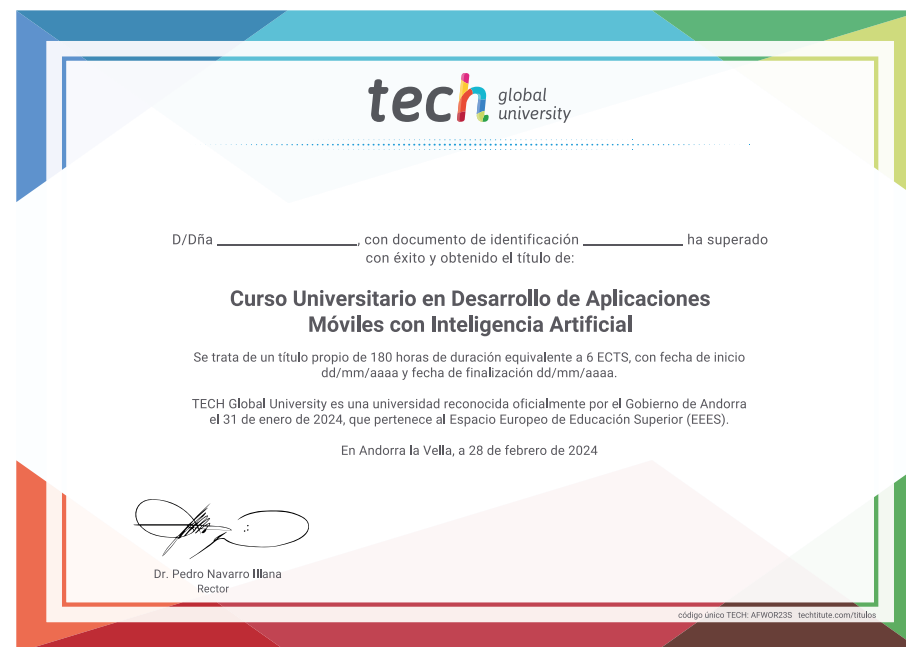 tech global university
D/Dña ____________________, con documento de identificación ______________ ha superado
con éxito y obtenido el título de:
Curso Universitario en Desarrollo de Aplicaciones
Móviles con Inteligencia Artificial
Se trata de un título propio de 180 horas de duración equivalente a 6 ECTS, con fecha de inicio
dd/mm/aaaa y fecha de finalización dd/mm/aaaa.
TECH Global University es una universidad reconocida oficialmente por el Gobierno de Andorra
el 31 de enero de 2024, que pertenece al Espacio Europeo de Educación Superior (EEES).
En Andorra la Vella, a 28 de febrero de 2024
Dr. Pedro Navarro Illana
Rector
código único TECH: AFWOR23S techtitute.com/titulos